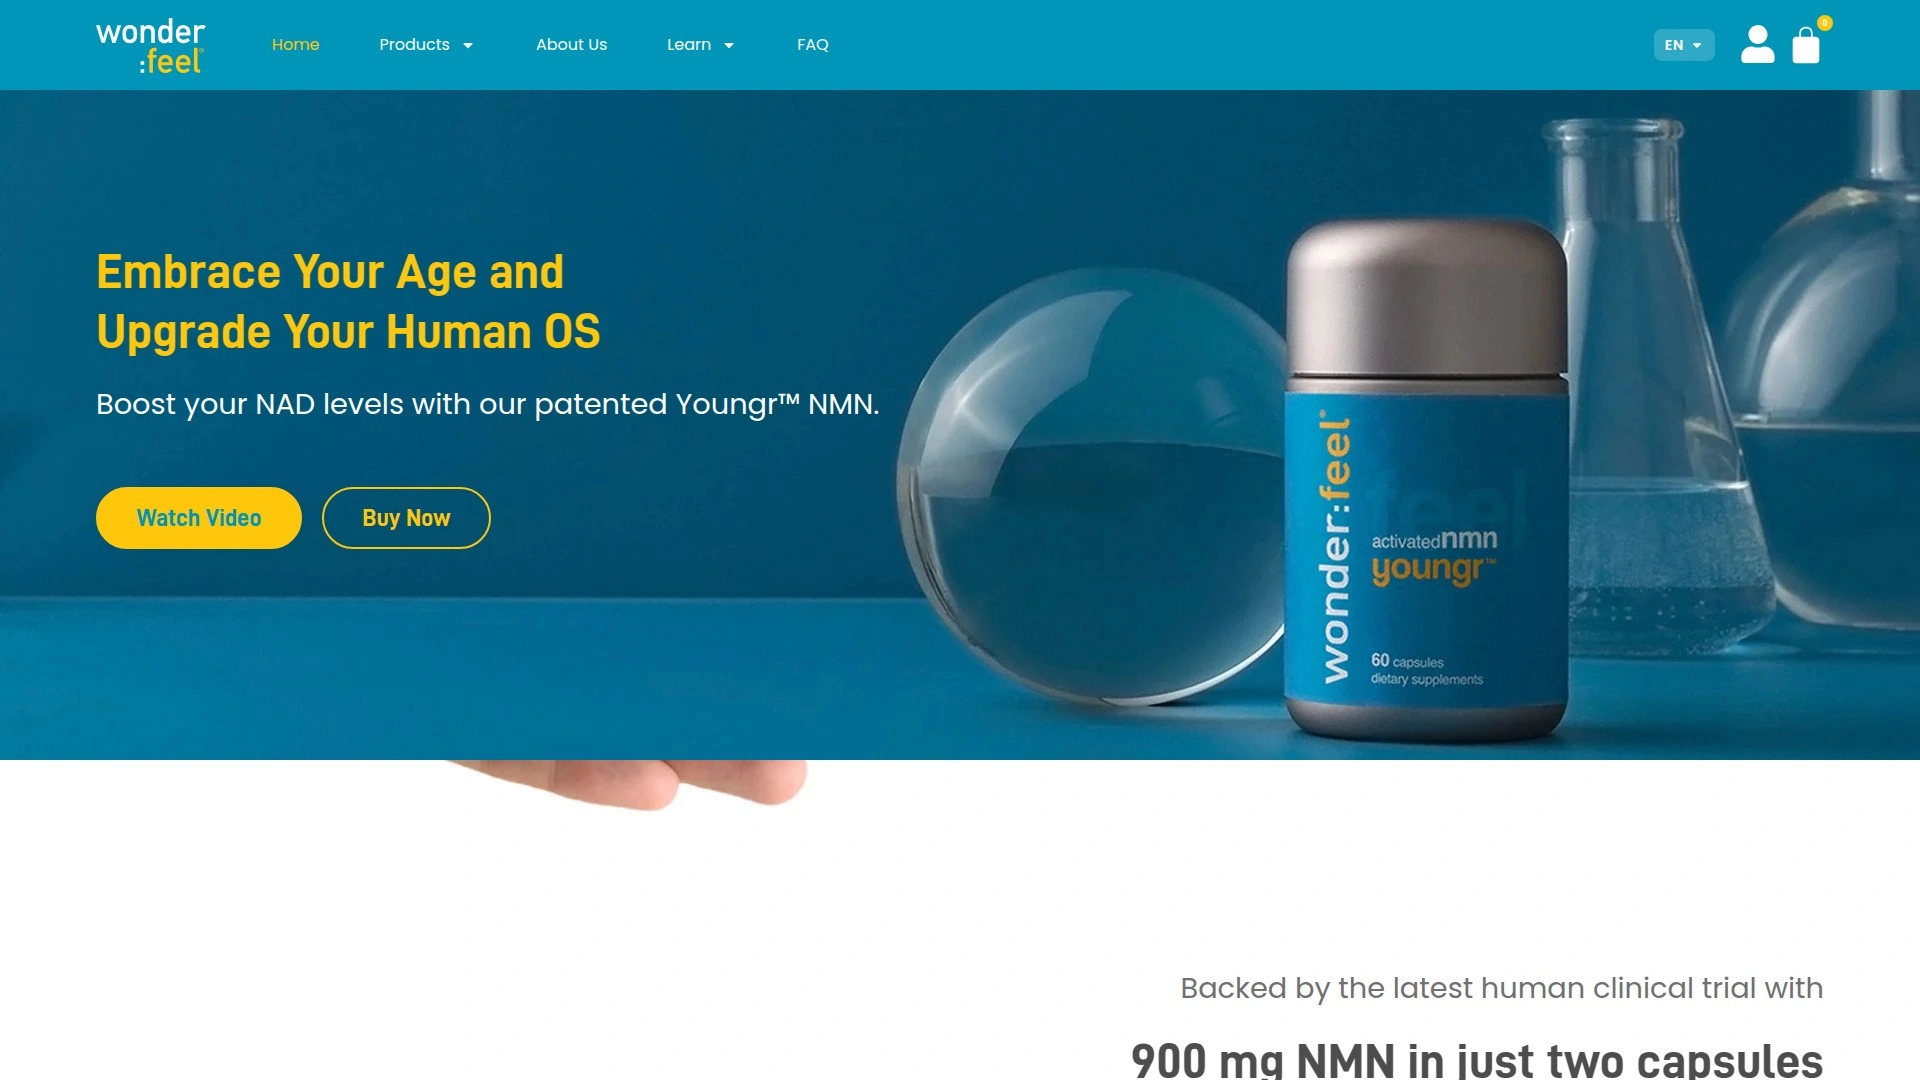 wonder
:feel®
Home
Products
About Us
Learn
FAQ
EN
0
Embrace Your Age and
Upgrade Your Human OS
Boost your NAD levels with our patented Youngr™ NMN.
Watch Video
Buy Now
wonder:feel®
feel
activatednmn
youngr™
60 capsules
dietary supplements
Backed by the latest human clinical trial with
900 mg NMN in just two capsules